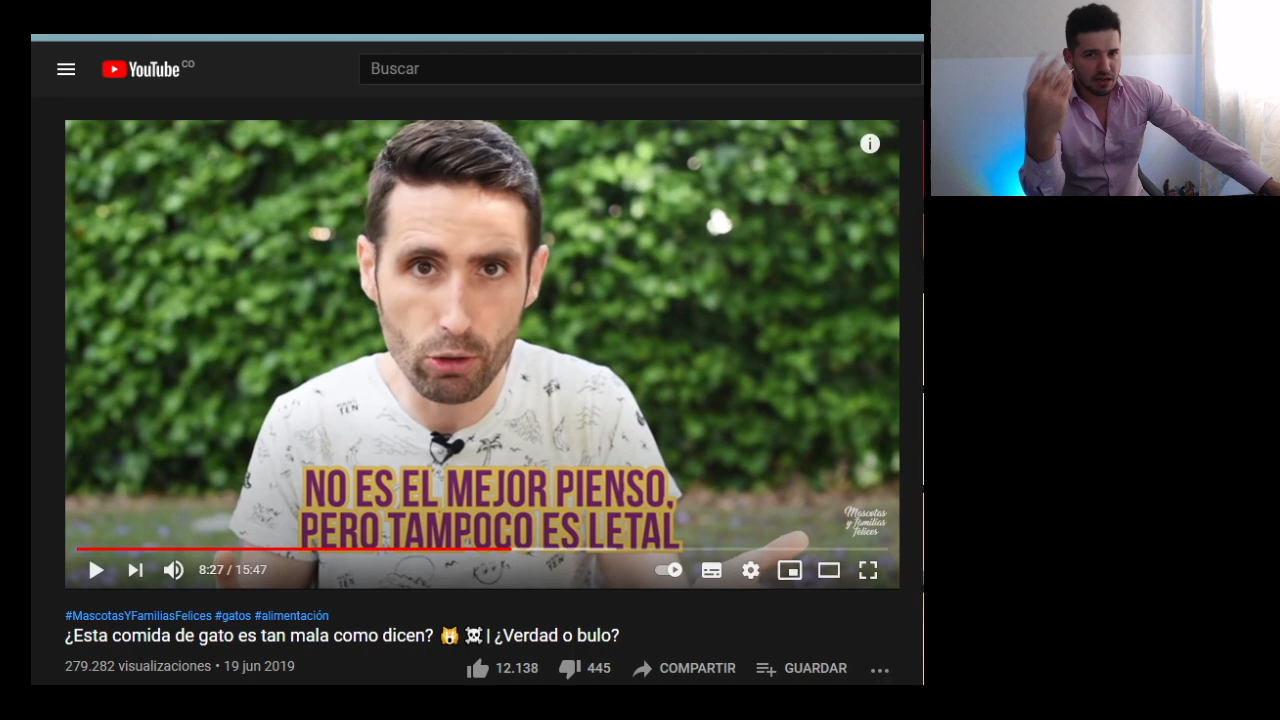 YouTube CO
Buscar
i
HANG
TEN
NO ES EL MEJOR PIENSO,
PERO TAMPOCO ES LETAL
Mascotas
y familias
felices
8:27 / 15:47
#MascotasYFamiliasFelices #gatos #alimentación
¿Esta comida de gato es tan mala como dicen? 🙀 ☠ | ¿Verdad o bulo?
279.282 visualizaciones • 19 jun 2019
12.138 445 COMPARTIR GUARDAR